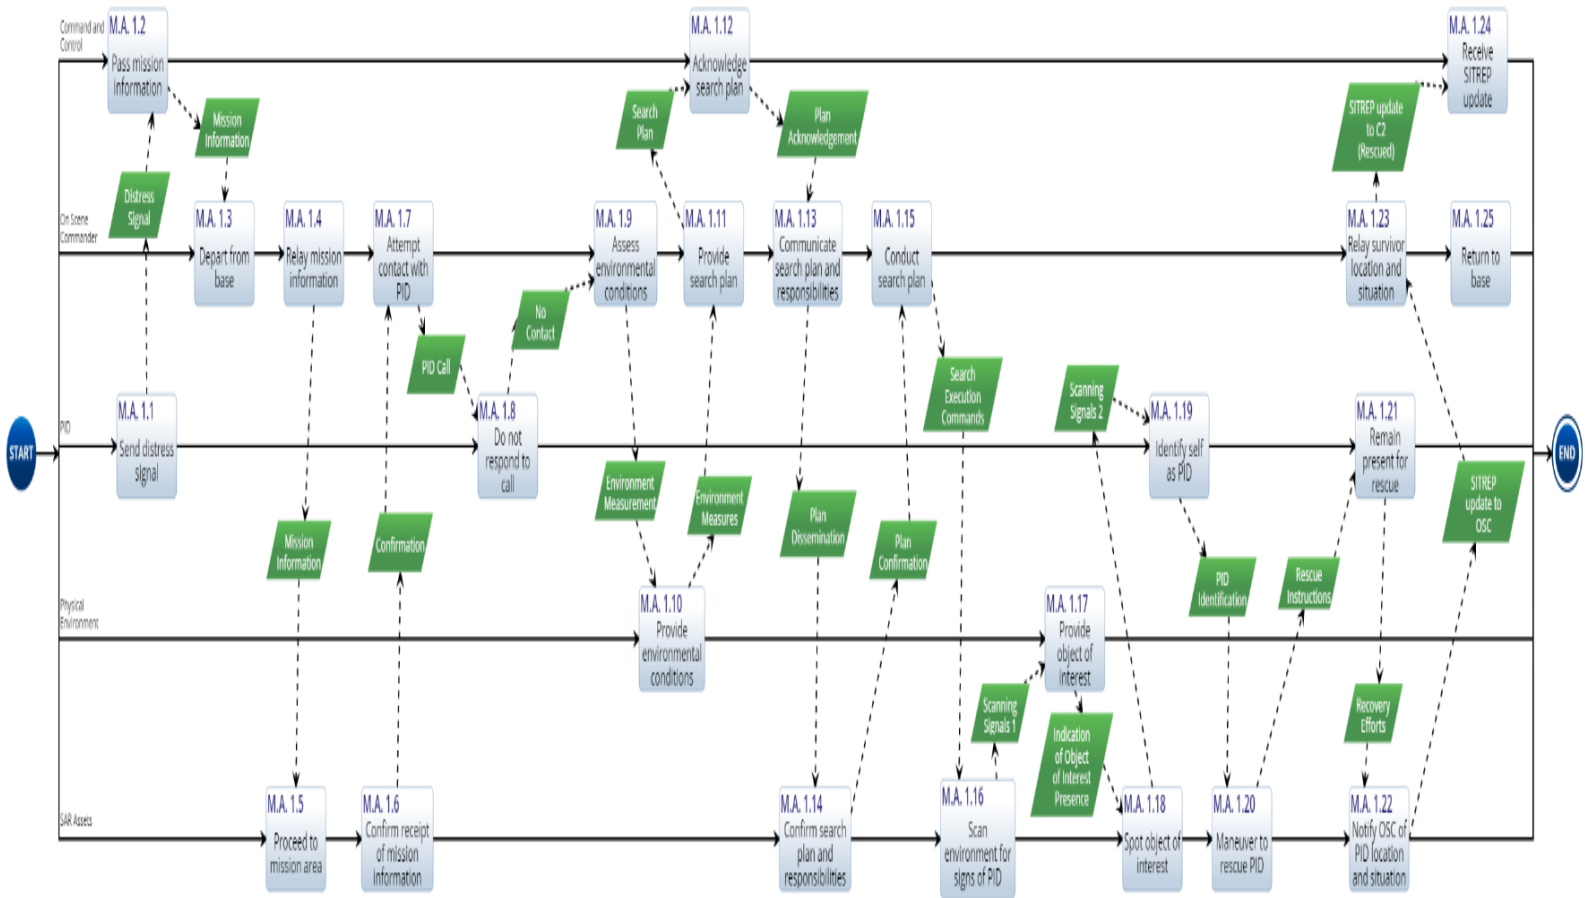 Command and
Control
M.A. 1.2
Pass mission
information
M.A. 1.12
Acknowledge
search plan
M.A. 1.24
Receive
SITREP
update
Mission
Information
Search
Plan
Plan
Acknowledgement
SITREP update
to C2
(Rescued)
Distress
Signal
On Scene
Commander
M.A. 1.3
Depart from
base
M.A. 1.4
Relay mission
information
M.A. 1.7
Attempt
contact with
PID
M.A. 1.9
Assess
environmental
conditions
M.A. 1.11
Provide
search plan
M.A. 1.13
Communicate
search plan and
responsibilities
M.A. 1.15
Conduct
search plan
M.A. 1.23
Relay survivor
location and
situation
M.A. 1.25
Return to
base
No
Contact
PID Call
Search
Execution
Commands
Scanning
Signals 2
START
PID
M.A. 1.1
Send distress
signal
M.A. 1.8
Do not
respond to
call
M.A. 1.19
Identify self
as PID
M.A. 1.21
Remain
present for
rescue
END
Environment
Measurement
Environment
Measures
Plan
Dissemination
Plan
Confirmation
SITREP
update to
OSC
Mission
Information
Confirmation
PID
Identification
Rescue
Instructions
Physical
Environment
M.A. 1.10
Provide
environmental
conditions
M.A. 1.17
Provide
object of
interest
Scanning
Signals 1
Indication
of Object
of Interest
Presence
Recovery
Efforts
SAR Assets
M.A. 1.5
Proceed to
mission area
M.A. 1.6
Confirm receipt
of mission
information
M.A. 1.14
Confirm search
plan and
responsibilities
M.A. 1.16
Scan
environment for
signs of PID
M.A. 1.18
Spot object of
interest
M.A. 1.20
Maneuver to
rescue PID
M.A. 1.22
Notify OSC of
PID location
and situation